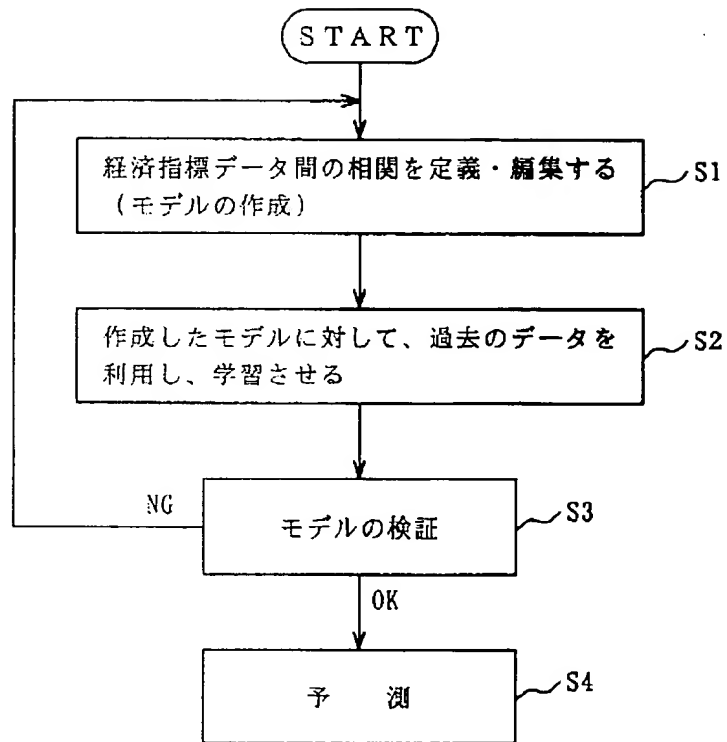 START
経済指標データ間の相関を定義・編集する
（モデルの作成）
S1
作成したモデルに対して、過去のデータを
利用し、学習させる
S2
NG
モデルの検証
S3
OK
予　測
S4